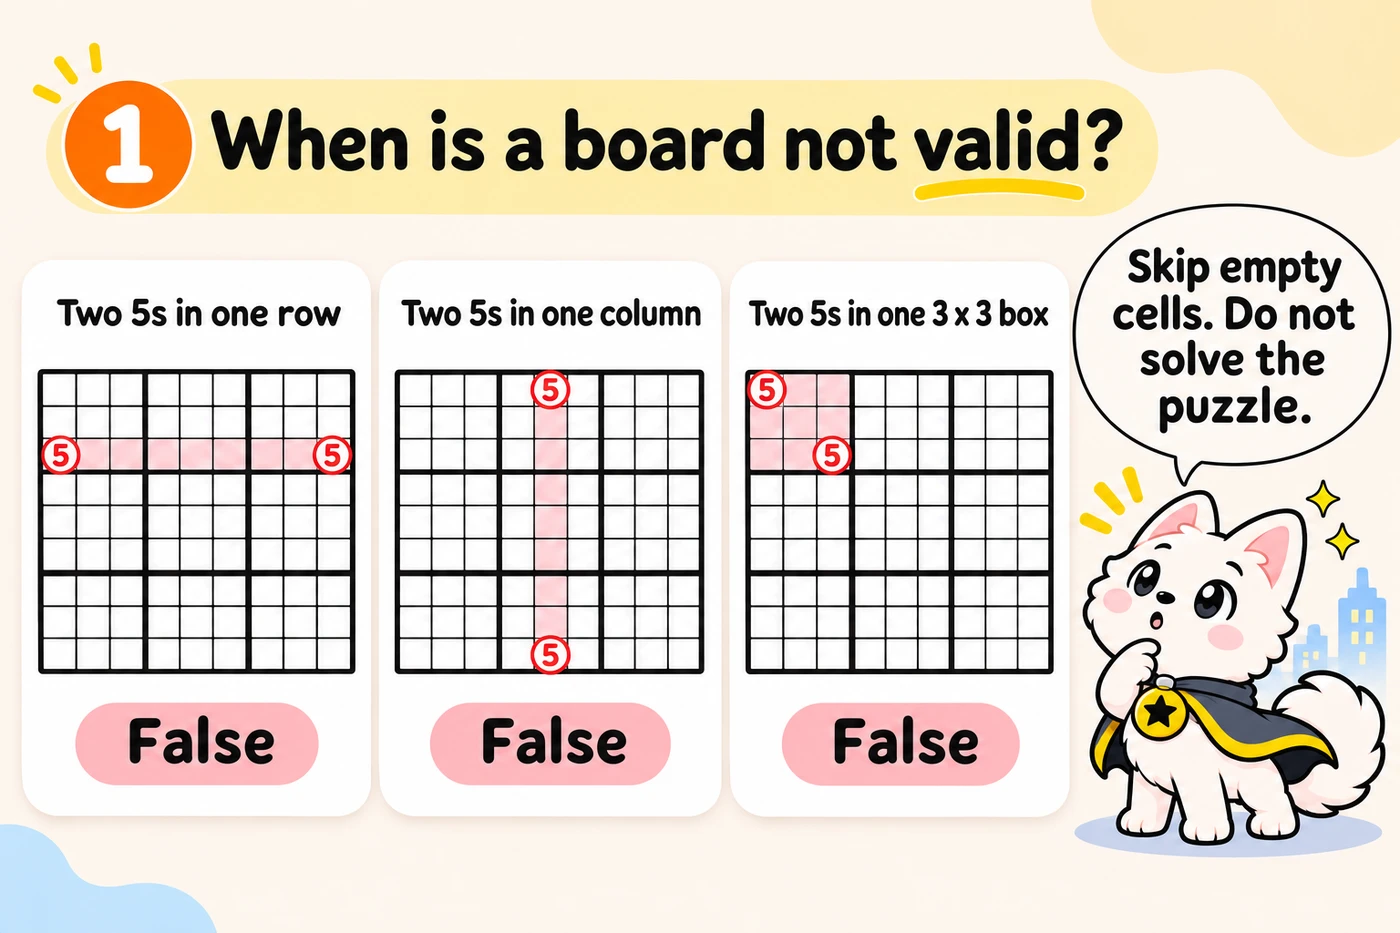 1 When is a board not valid?
Two 5s in one row
5 5
False
Two 5s in one column
5
5
False
Two 5s in one 3 x 3 box
5
5
False
Skip empty
cells. Do not
solve the
puzzle.